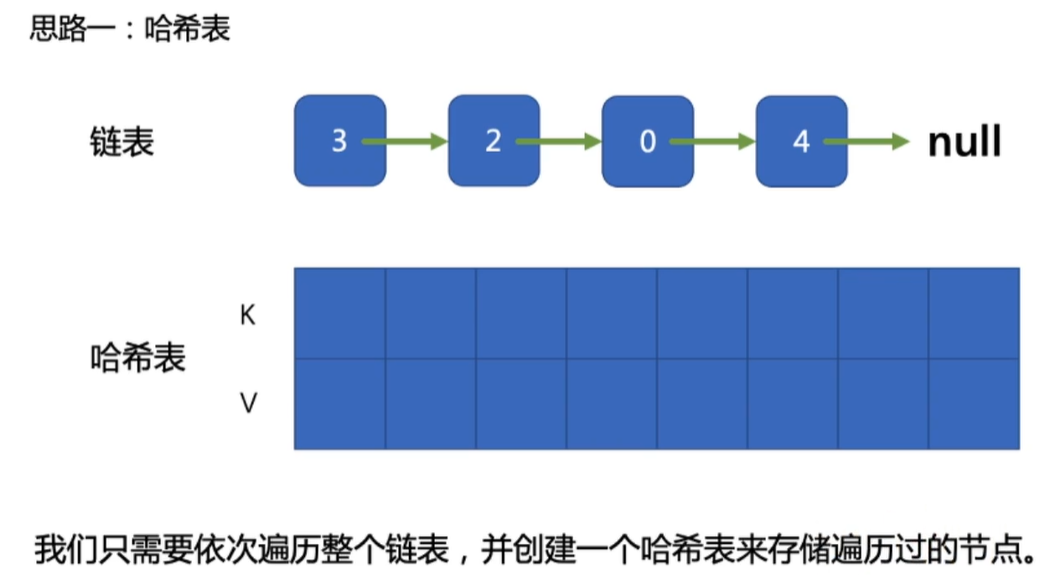 思路一：哈希表
链表 3 2 0 4 null
K
哈希表
V
我们只需要依次遍历整个链表，并创建一个哈希表来存储遍历过的节点。